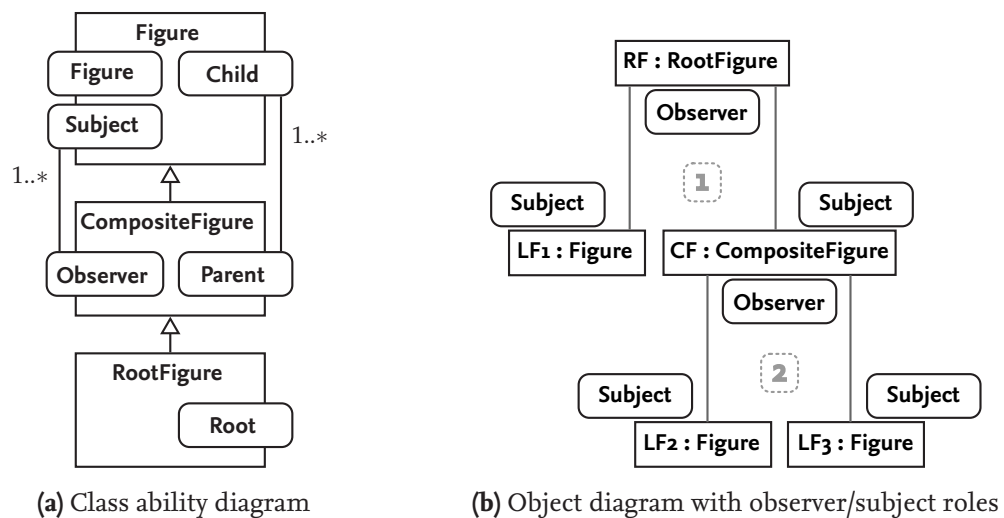 Figure
Figure
Child
Subject
1..*
1..*
CompositeFigure
Observer
Parent
RootFigure
Root
(a) Class ability diagram
RF : RootFigure
Observer
1
Subject
Subject
LF1 : Figure
CF : CompositeFigure
Observer
2
Subject
Subject
LF2 : Figure
LF3 : Figure
(b) Object diagram with observer/subject roles